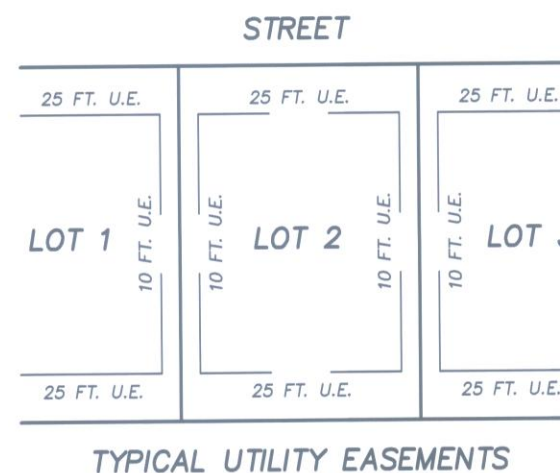 STREET
25 FT. U.E. 25 FT. U.E. 25 FT. U.E.
10 FT. U.E. 10 FT. U.E. 10 FT. U.E. 10 FT. U.E.
LOT 1 LOT 2 LOT
25 FT. U.E. 25 FT. U.E. 25 FT. U.E.
TYPICAL UTILITY EASEMENTS